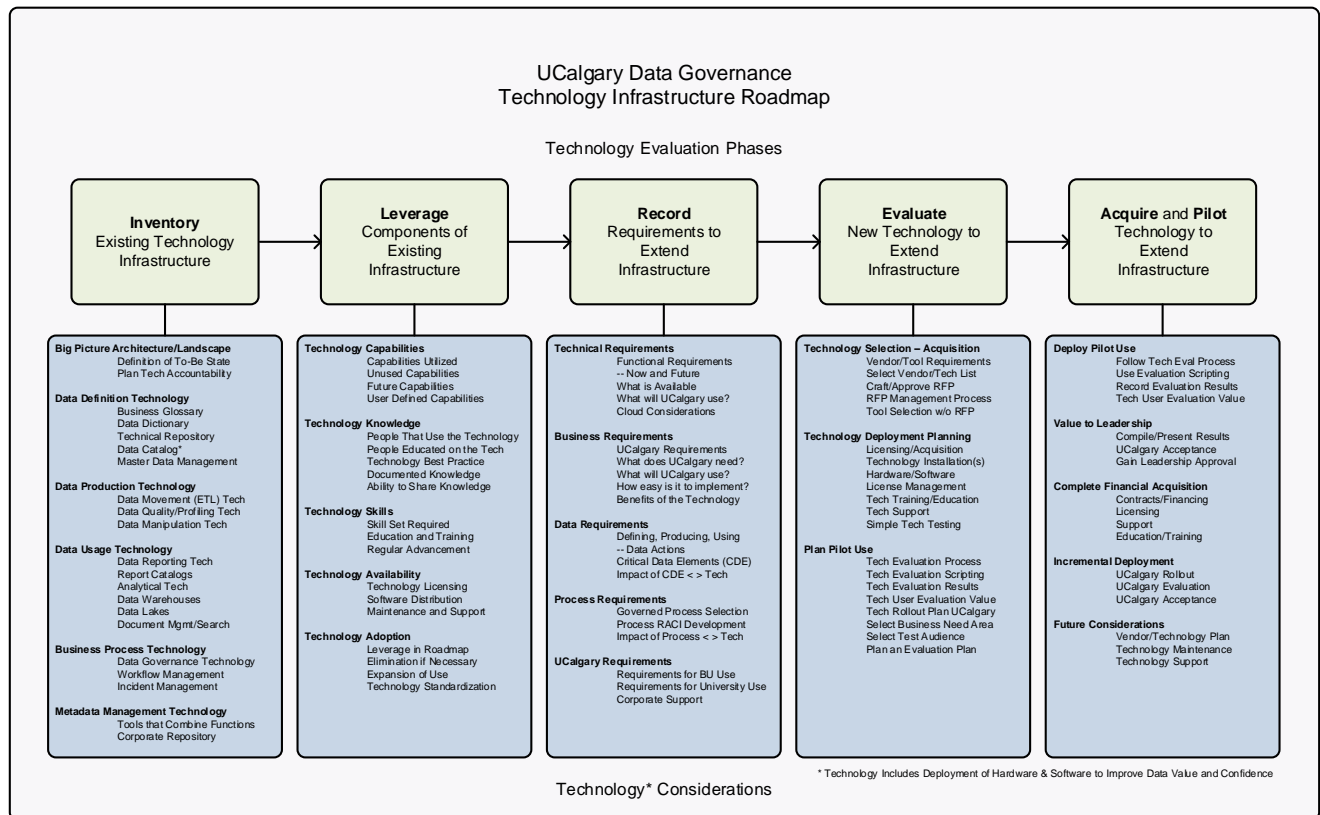 UCalgary Data Governance
Technology Infrastructure Roadmap
Technology Evaluation Phases
Inventory
Existing Technology
Infrastructure
Leverage
Components of
Existing
Infrastructure
Record
Requirements to
Extend
Infrastructure
Evaluate
New Technology to
Extend
Infrastructure
Acquire and Pilot
Technology to
Extend
Infrastructure
Big Picture Architecture/Landscape
Definition of To-Be State
Plan Tech Accountability
Data Definition Technology
Business Glossary
Data Dictionary
Technical Repository
Data Catalog*
Master Data Management
Data Production Technology
Data Movement (ETL) Tech
Data Quality/Profiling Tech
Data Manipulation Tech
Data Usage Technology
Data Reporting Tech
Report Catalogs
Analytical Tech
Data Warehouses
Data Lakes
Document Mgmt/Search
Business Process Technology
Data Governance Technology
Workflow Management
Incident Management
Metadata Management Technology
Tools that Combine Functions
Corporate Repository
Technology Capabilities
Capabilities Utilized
Unused Capabilities
Future Capabilities
User Defined Capabilities
Technology Knowledge
People That Use the Technology
People Educated on the Tech
Technology Best Practice
Documented Knowledge
Ability to Share Knowledge
Technology Skills
Skill Set Required
Education and Training
Regular Advancement
Technology Availability
Technology Licensing
Software Distribution
Maintenance and Support
Technology Adoption
Leverage in Roadmap
Elimination if Necessary
Expansion of Use
Technology Standardization
Technical Requirements
Functional Requirements
-- Now and Future
What is Available
What will UCalgary use?
Cloud Considerations
Business Requirements
UCalgary Requirements
What does UCalgary need?
What will UCalgary use?
How easy is it to implement?
Benefits of the Technology
Data Requirements
Defining, Producing, Using
-- Data Actions
Critical Data Elements (CDE)
Impact of CDE < > Tech
Process Requirements
Governed Process Selection
Process RACI Development
Impact of Process < > Tech
UCalgary Requirements
Requirements for BU Use
Requirements for University Use
Corporate Support
Technology Selection – Acquisition
Vendor/Tool Requirements
Select Vendor/Tech List
Craft/Approve RFP
RFP Management Process
Tool Selection w/o RFP
Technology Deployment Planning
Licensing/Acquisition
Technology Installation(s)
Hardware/Software
License Management
Tech Training/Education
Tech Support
Simple Tech Testing
Plan Pilot Use
Tech Evaluation Process
Tech Evaluation Scripting
Tech Evaluation Results
Tech User Evaluation Value
Tech Rollout Plan UCalgary
Select Business Need Area
Select Test Audience
Plan an Evaluation Plan
Deploy Pilot Use
Follow Tech Eval Process
Use Evaluation Scripting
Record Evaluation Results
Tech User Evaluation Value
Value to Leadership
Compile/Present Results
UCalgary Acceptance
Gain Leadership Approval
Complete Financial Acquisition
Contracts/Financing
Licensing
Support
Education/Training
Incremental Deployment
UCalgary Rollout
UCalgary Evaluation
UCalgary Acceptance
Future Considerations
Vendor/Technology Plan
Technology Maintenance
Technology Support
* Technology Includes Deployment of Hardware & Software to Improve Data Value and Confidence
Technology* Considerations